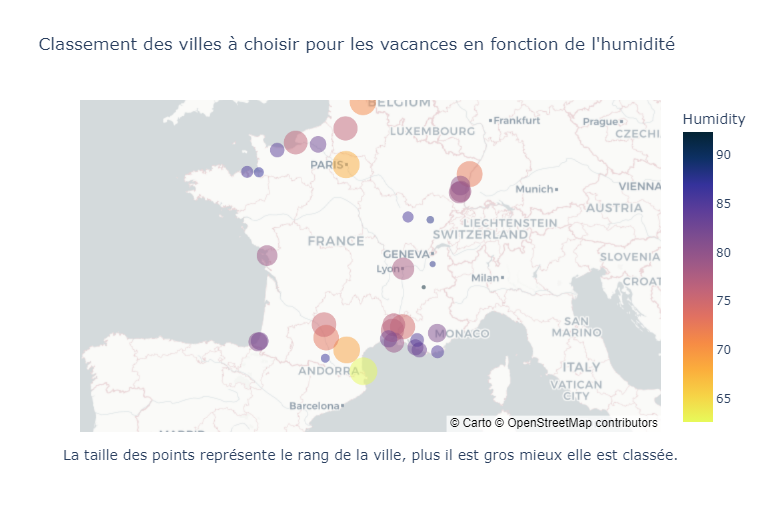 Classement des villes à choisir pour les vacances en fonction de l'humidité
Humidity
BELGIUM
Frankfurt
Prague
LUXEMBOURG
CZECHI
90
PARIS
Munich
VIENNA
85
AUSTRIA
LIECHTENSTEIN
SWITZERLAND
FRANCE
80
GENEVA
SLOVENIA
Lyon
Milan
CROAT
75
SAN
MARINO
MONACO
70
ANDORRA
ITALY
VATICAN
CITY
65
Barcelona
© Carto © OpenStreetMap contributors
La taille des points représente le rang de la ville, plus il est gros mieux elle est classée.